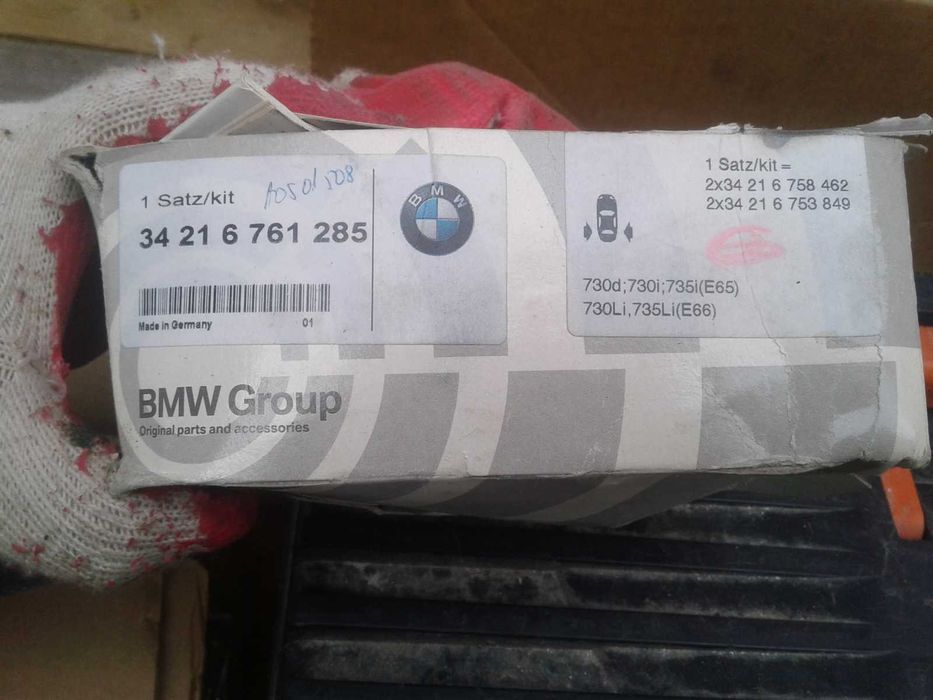 1 Satz/kit
34 21 6 761 285
Made in Germany 01
BMW
BMW Group
Original parts and accessories
1 Satz/kit =
2x34 21 6 758 462
2x34 21 6 753 849
730d;730i;735i(E65)
730Li,735Li(E66)